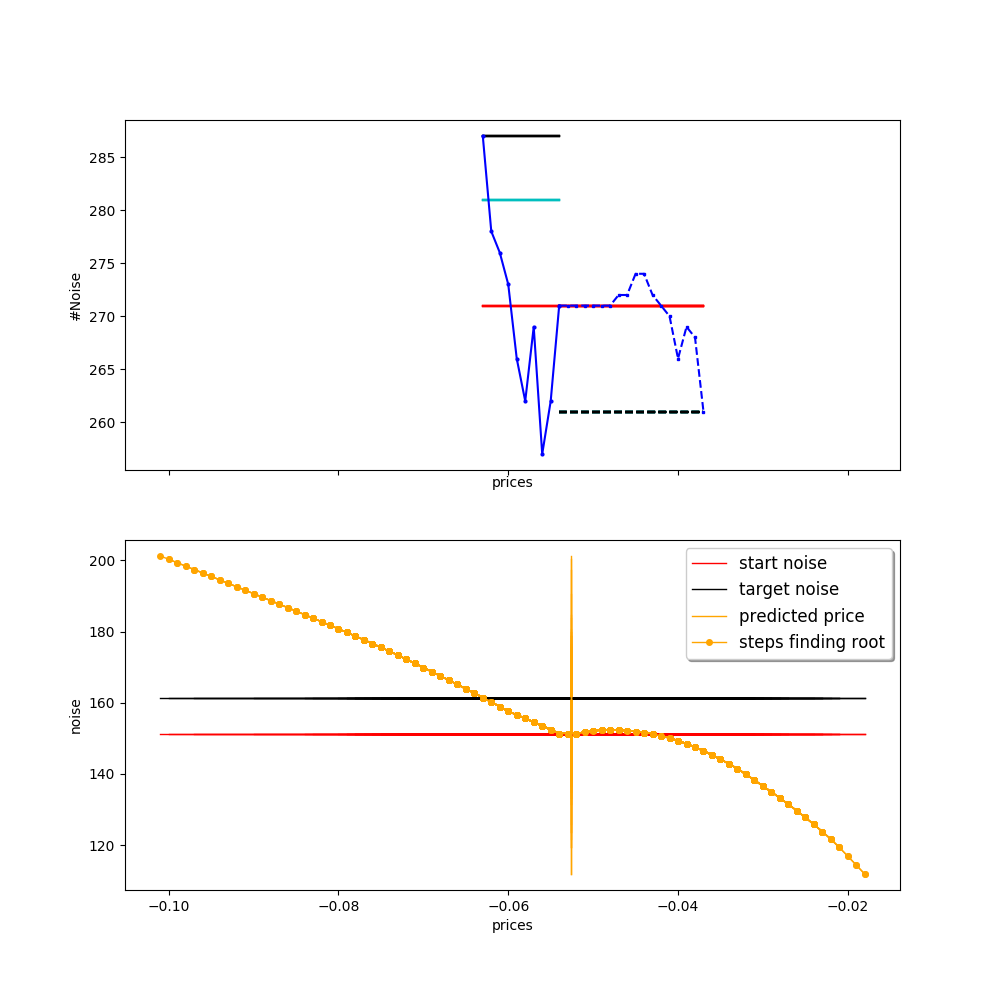 285
280
275
270
265
260
#Noise
prices
200
180
160
140
120
noise
start noise
target noise
predicted price
steps finding root
−0.10
−0.08
−0.06
−0.04
−0.02
prices